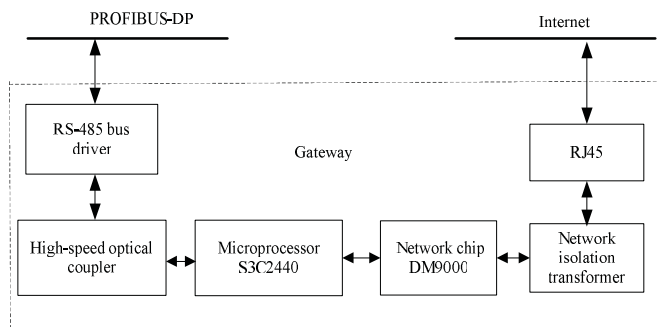 PROFIBUS-DP
Internet
RS-485 bus
driver
Gateway
RJ45
High-speed optical
coupler
Microprocessor
S3C2440
Network chip
DM9000
Network
isolation
transformer